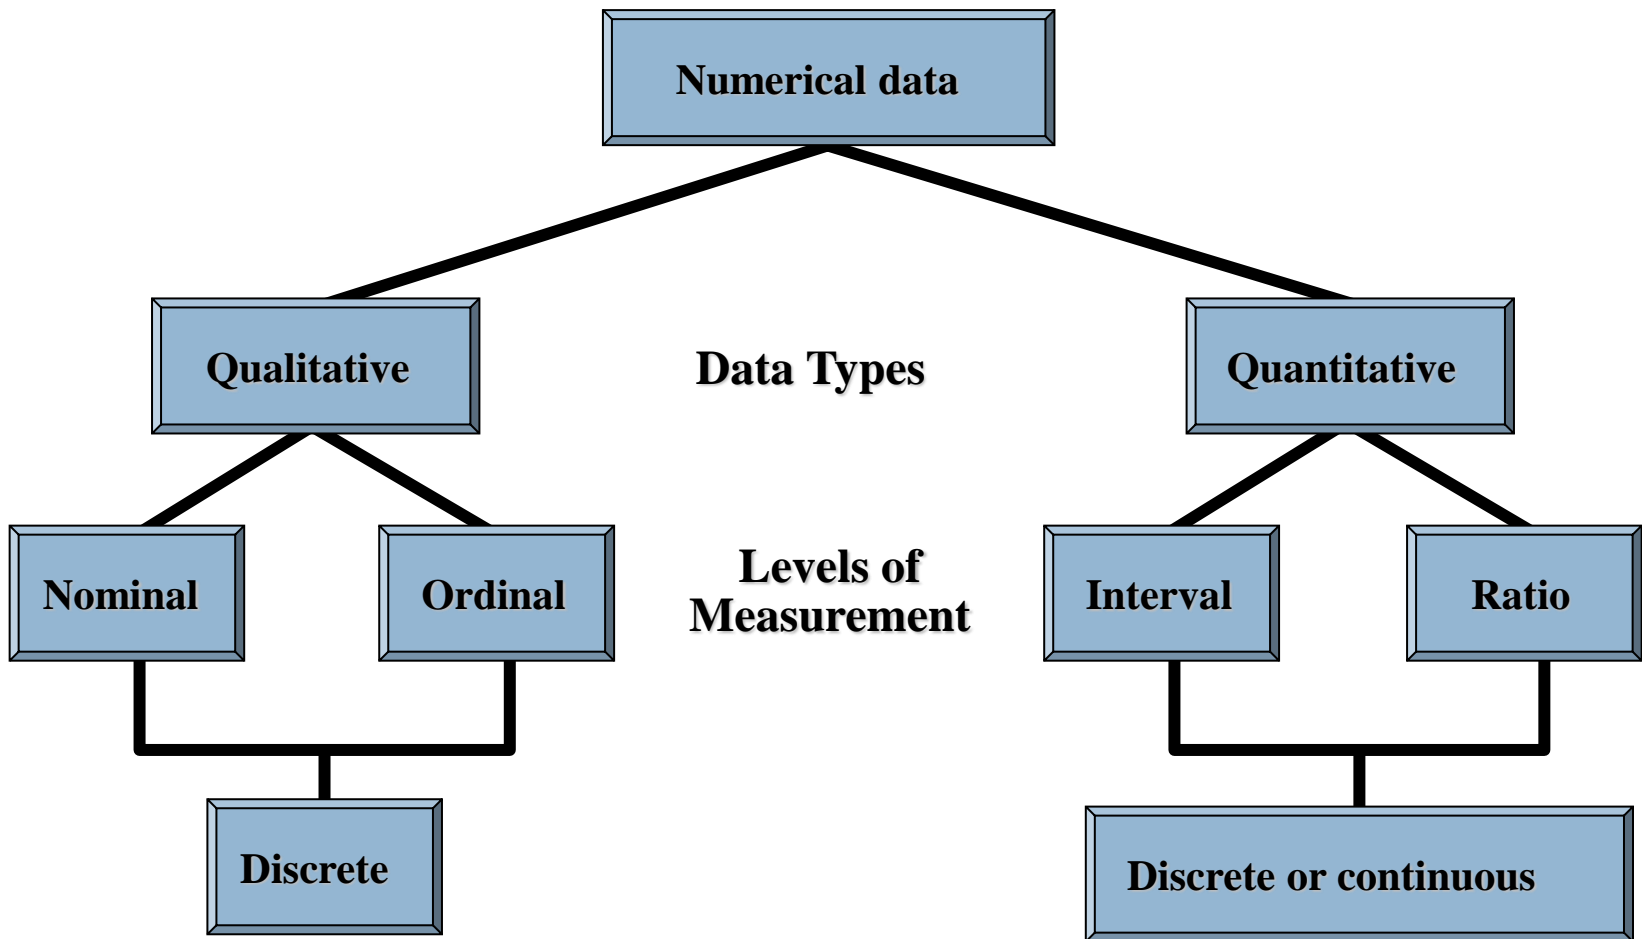 Numerical data
Qualitative
Data Types
Quantitative
Nominal
Ordinal
Levels of
Measurement
Interval
Ratio
Discrete
Discrete or continuous